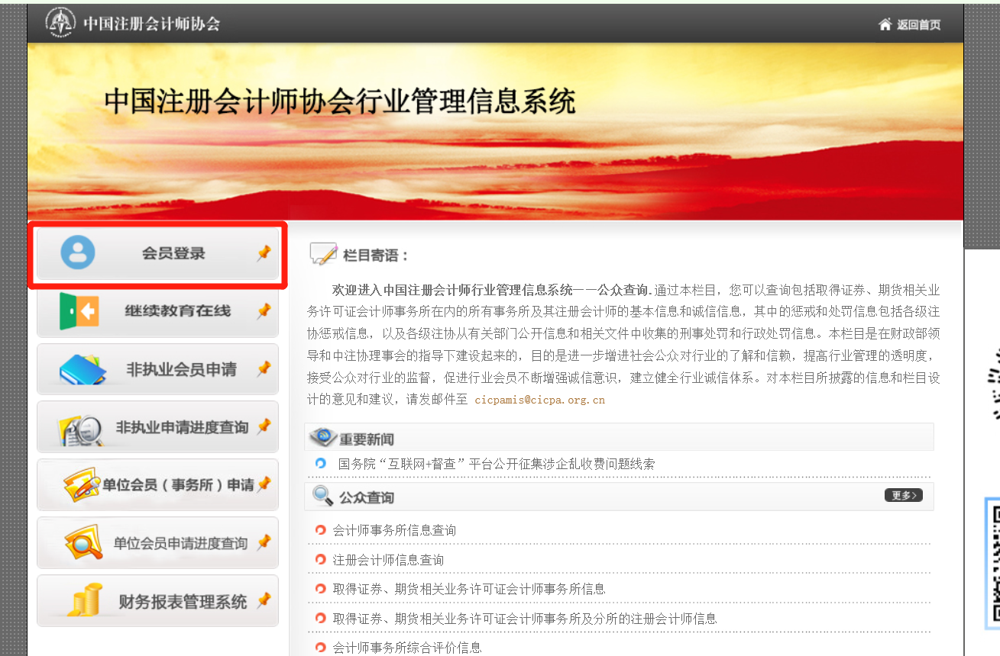 中国注册会计师协会
返回首页
中国注册会计师协会行业管理信息系统
会员登录
继续教育在线
非执业会员申请
非执业申请进度查询
单位会员（事务所）申请
单位会员申请进度查询
财务报表管理系统
栏目寄语：
欢迎进入中国注册会计师行业管理信息系统——公众查询.通过本栏目，您可以查询包括取得证券、期货相关业
务许可证会计师事务所在内的所有事务所及其注册会计师的基本信息和诚信信息，其中的惩戒和处罚信息包括各级注
协惩戒信息，以及各级注协从有关部门公开信息和相关文件中收集的刑事处罚和行政处罚信息。本栏目是在财政部领
导和中注协理事会的指导下建设起来的，目的是进一步增进社会公众对行业的了解和信赖，提高行业管理的透明度，
接受公众对行业的监督，促进行业会员不断增强诚信意识，建立健全行业诚信体系。对本栏目所披露的信息和栏目设
计的意见和建议，请发邮件至 cicpamis@cicpa.org.cn
重要新闻
国务院“互联网+督查”平台公开征集涉企乱收费问题线索
公众查询
更多>
会计师事务所信息查询
注册会计师信息查询
取得证券、期货相关业务许可证会计师事务所信息
取得证券、期货相关业务许可证会计师事务所及分所的注册会计师信息
会计师事务所综合评价信息